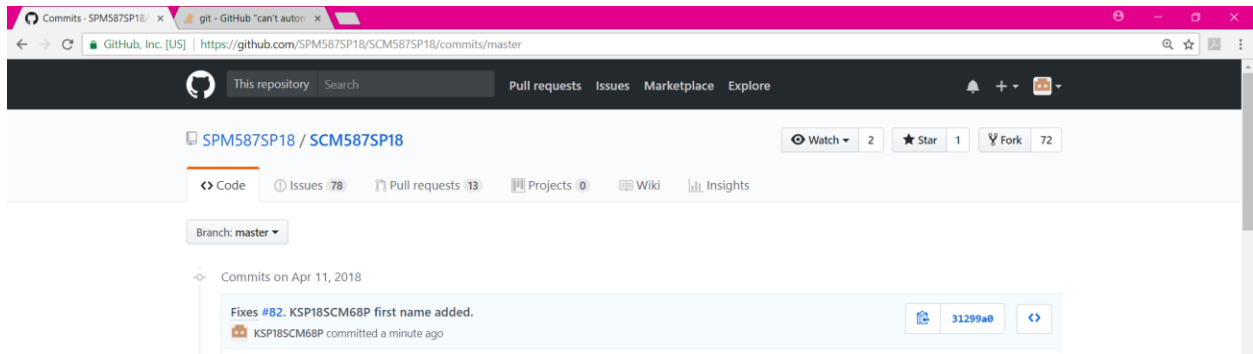 Commits · SPM587SP18/ git - GitHub "can't autom
GitHub, Inc. [US] https://github.com/SPM587SP18/SCM587SP18/commits/master
This repository Search Pull requests Issues Marketplace Explore
SPM587SP18 / SCM587SP18 Watch 2 Star 1 Fork 72
Code Issues 78 Pull requests 13 Projects 0 Wiki Insights
Branch: master
Commits on Apr 11, 2018
Fixes #82. KSP18SCM68P first name added.
31299a0
KSP18SCM68P committed a minute ago